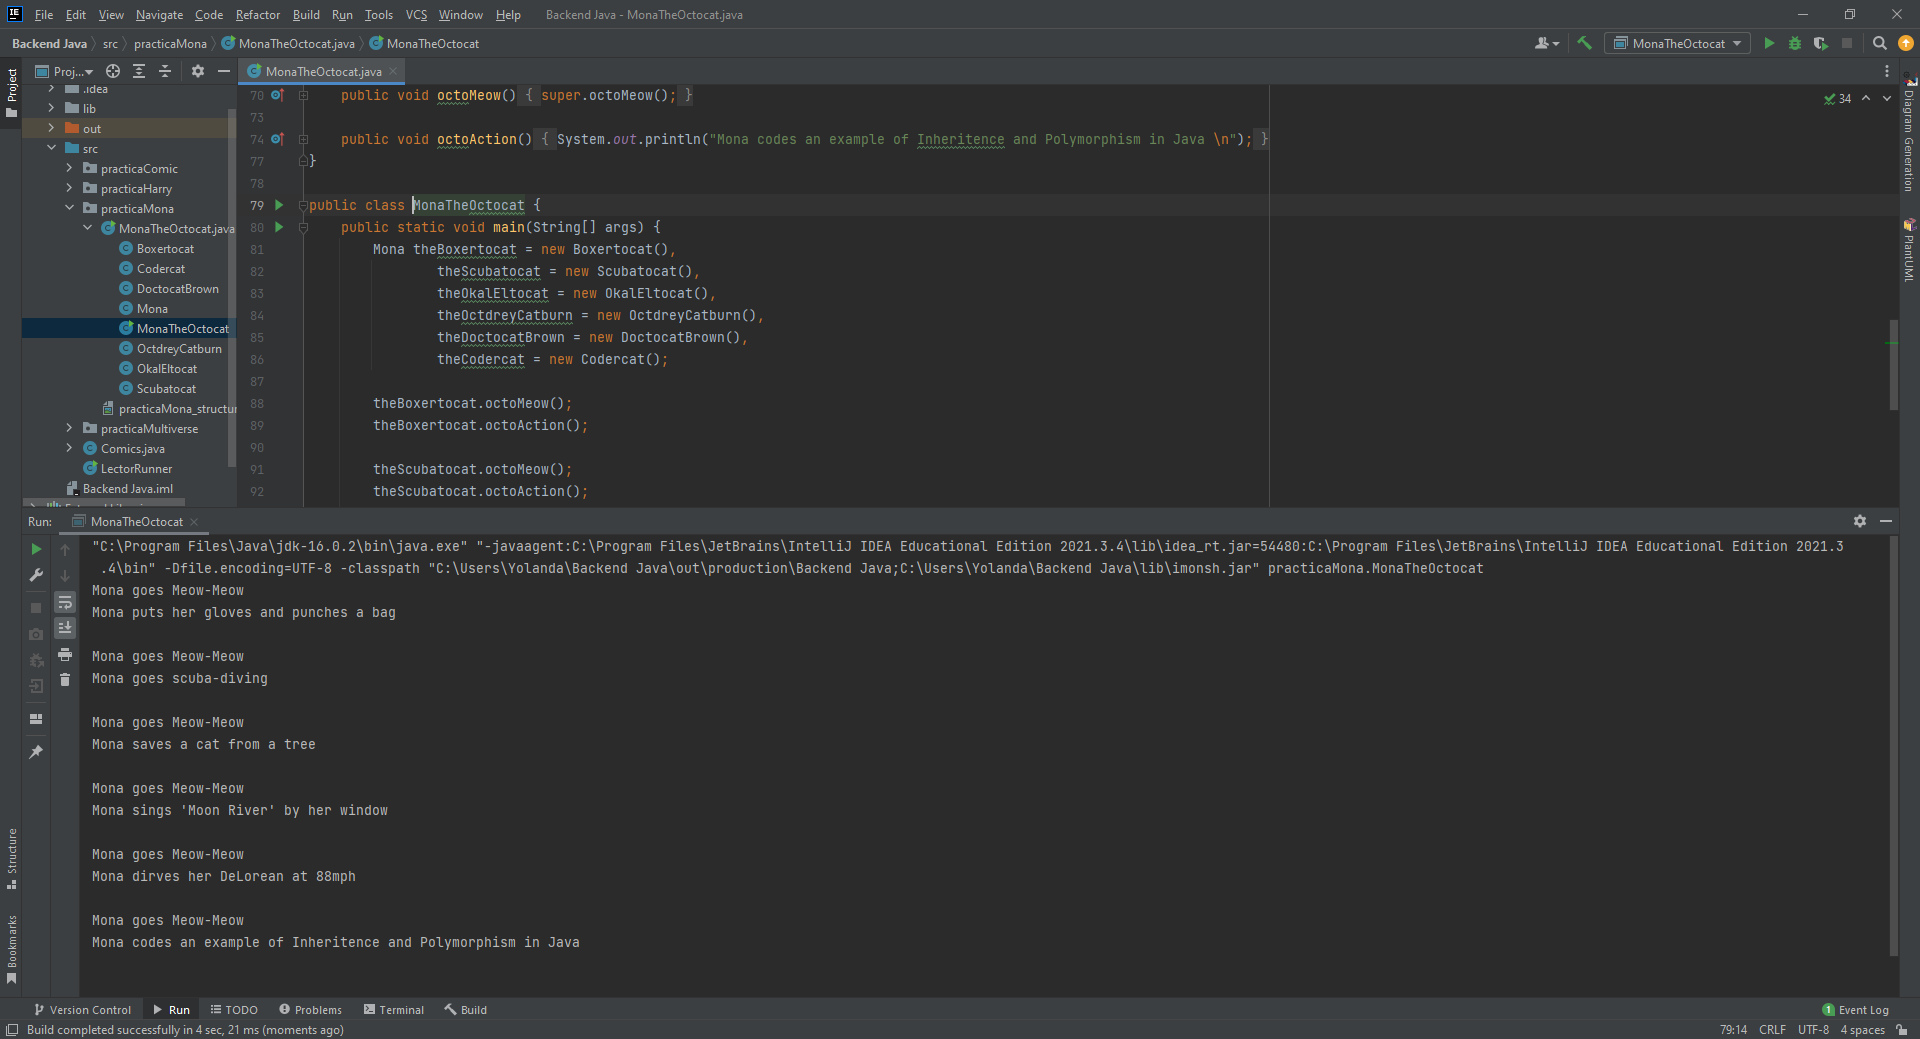 File Edit View Navigate Code Refactor Build Run Tools VCS Window Help Backend Java - MonaTheOctocat.java
Backend Java src practicaMona MonaTheOctocat.java MonaTheOctocat MonaTheOctocat
Project
Proj...
.idea
lib
out
src
practicaComic
practicaHarry
practicaMona
MonaTheOctocat.java
Boxertocat
Codercat
DoctocatBrown
Mona
MonaTheOctocat
OctdreyCatburn
OkalEltocat
Scubatocat
practicaMona_structur
practicaMultiverse
Comics.java
LectorRunner
Backend Java.iml
MonaTheOctocat.java
34
70 public void octoMeow() { super.octoMeow(); }
73
74 public void octoAction() { System.out.println("Mona codes an example of Inheritence and Polymorphism in Java \n"); }
77 }
78
79 public class MonaTheOctocat {
80 public static void main(String[] args) {
81 Mona theBoxertocat = new Boxertocat(),
82 theScubatocat = new Scubatocat(),
83 theOkalEltocat = new OkalEltocat(),
84 theOctdreyCatburn = new OctdreyCatburn(),
85 theDoctocatBrown = new DoctocatBrown(),
86 theCodercat = new Codercat();
87
88 theBoxertocat.octoMeow();
89 theBoxertocat.octoAction();
90
91 theScubatocat.octoMeow();
92 theScubatocat.octoAction();
Diagram Generation
PlantUML
Run: MonaTheOctocat
"C:\Program Files\Java\jdk-16.0.2\bin\java.exe" "-javaagent:C:\Program Files\JetBrains\IntelliJ IDEA Educational Edition 2021.3.4\lib\idea_rt.jar=54480:C:\Program Files\JetBrains\IntelliJ IDEA Educational Edition 2021.3
.4\bin" -Dfile.encoding=UTF-8 -classpath "C:\Users\Yolanda\Backend Java\out\production\Backend Java;C:\Users\Yolanda\Backend Java\lib\imonsh.jar" practicaMona.MonaTheOctocat
Mona goes Meow-Meow
Mona puts her gloves and punches a bag
Mona goes Meow-Meow
Mona goes scuba-diving
Mona goes Meow-Meow
Mona saves a cat from a tree
Mona goes Meow-Meow
Mona sings 'Moon River' by her window
Mona goes Meow-Meow
Mona dirves her DeLorean at 88mph
Mona goes Meow-Meow
Mona codes an example of Inheritence and Polymorphism in Java
Structure
Bookmarks
Version Control Run TODO Problems Terminal Build 1 Event Log
Build completed successfully in 4 sec, 21 ms (moments ago) 79:14 CRLF UTF-8 4 spaces